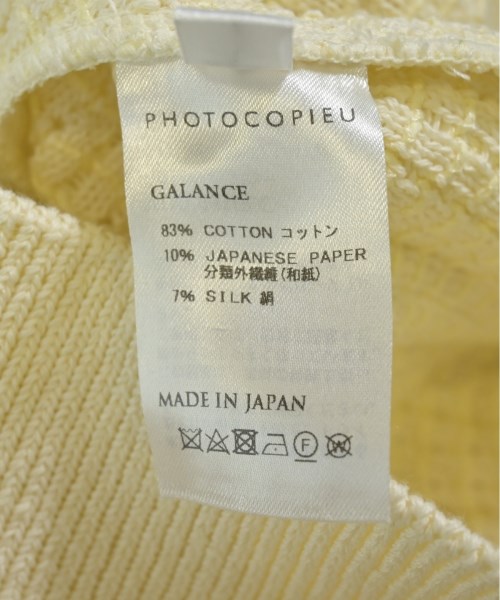 PHOTOCOPIEU
GALANCE
83% COTTON コットン
10% JAPANESE PAPER
分類外繊維(和紙)
7% SILK 絹
MADE IN JAPAN
F
W